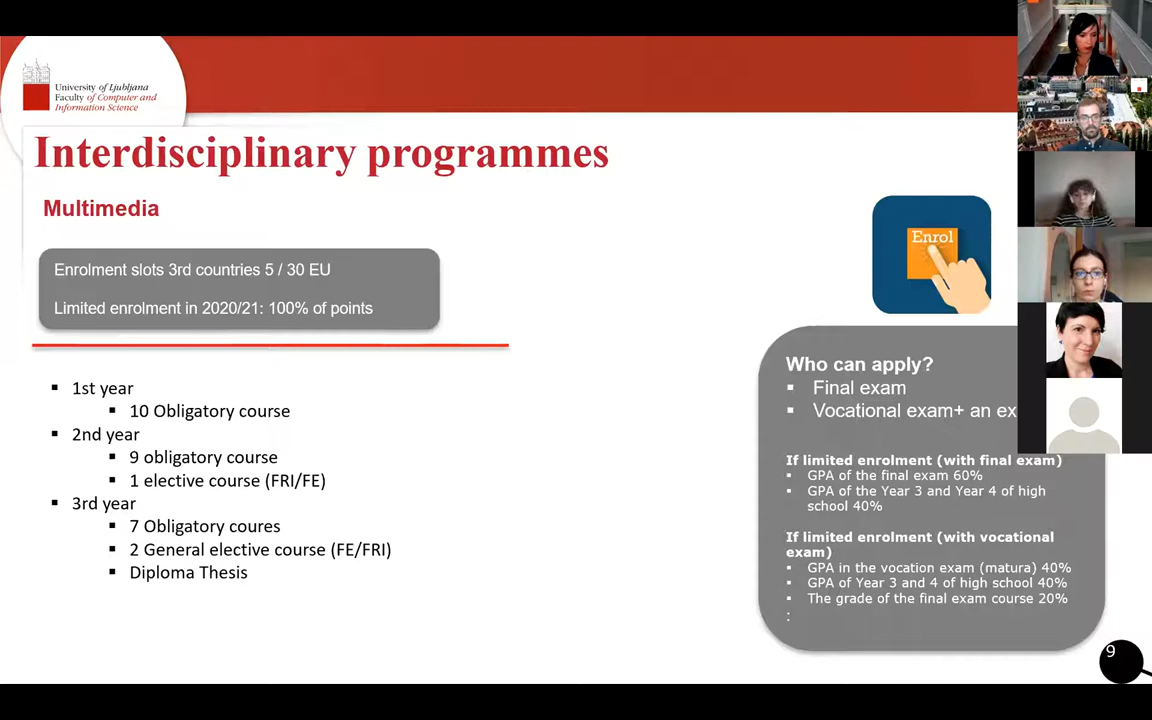 University of Ljubljana
Faculty of Computer and
Information Science
Interdisciplinary programmes
Multimedia
Enrolment slots 3rd countries 5 / 30 EU
Limited enrolment in 2020/21: 100% of points
▪ 1st year
▪ 10 Obligatory course
▪ 2nd year
▪ 9 obligatory course
▪ 1 elective course (FRI/FE)
▪ 3rd year
▪ 7 Obligatory coures
▪ 2 General elective course (FE/FRI)
▪ Diploma Thesis
Enrol
Who can apply?
▪ Final exam
▪ Vocational exam+ an ex
If limited enrolment (with final exam)
▪ GPA of the final exam 60%
▪ GPA of the Year 3 and Year 4 of high
school 40%
If limited enrolment (with vocational
exam)
▪ GPA in the vocation exam (matura) 40%
▪ GPA of Year 3 and 4 of high school 40%
▪ The grade of the final exam course 20%
:
9